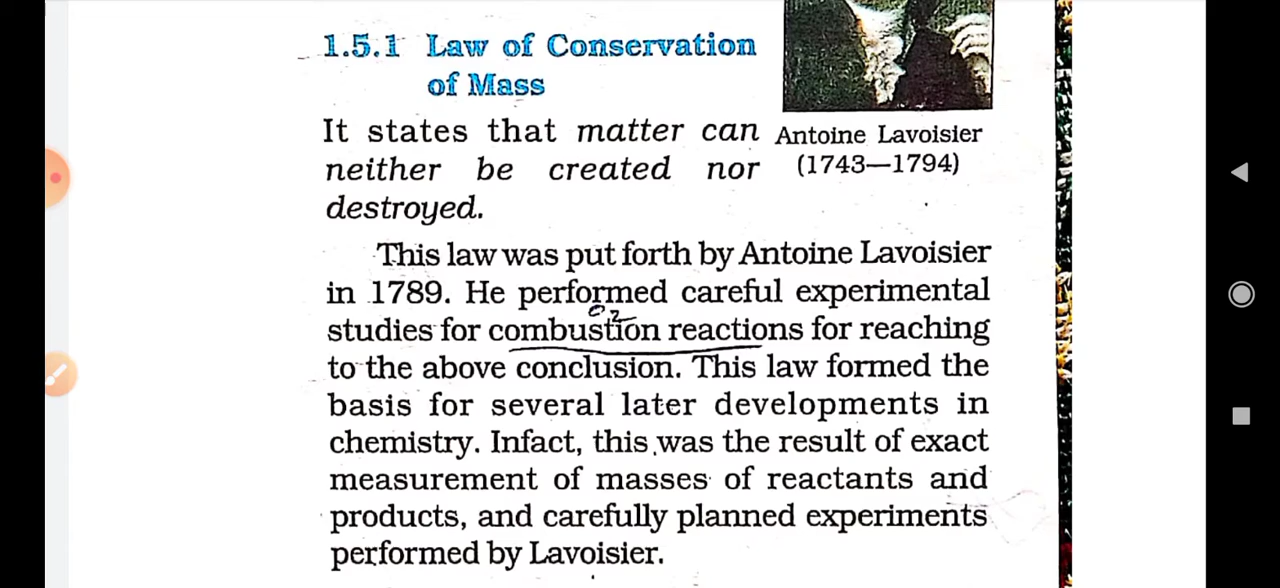 1.5.1 Law of Conservation
of Mass
It states that matter can
neither be created nor
destroyed.
Antoine Lavoisier
(1743—1794)
This law was put forth by Antoine Lavoisier
in 1789. He performed careful experimental
O2
studies for combustion reactions for reaching
to the above conclusion. This law formed the
basis for several later developments in
chemistry. Infact, this was the result of exact
measurement of masses of reactants and
products, and carefully planned experiments
performed by Lavoisier.